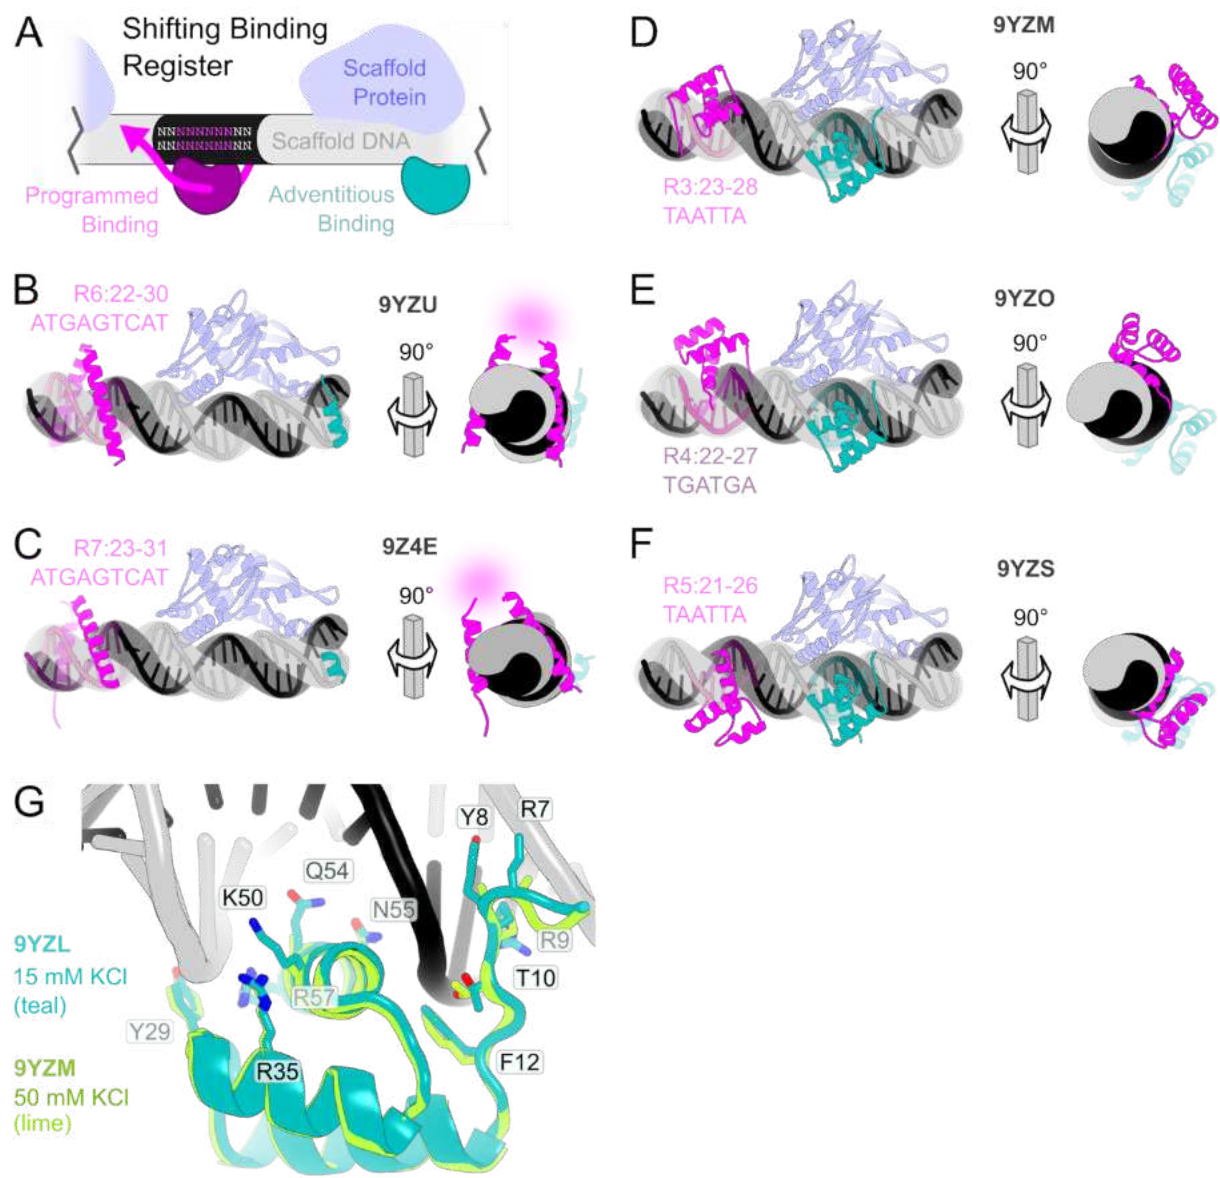 A
Shifting Binding
Register
Scaffold
Protein
NNNNNNNNNN
NNNNNNNNNN
Scaffold DNA
Programmed
Binding
Adventitious
Binding
B
R6:22-30
ATGAGTCAT
9YZU
90°
C
R7:23-31
ATGAGTCAT
9Z4E
90°
D
9YZM
90°
R3:23-28
TAATTA
E
9YZO
90°
R4:22-27
TGATGA
F
9YZS
R5:21-26
TAATTA
90°
G
Y8
R7
Q54
K50
N55
R9
9YZL
15 mM KCl
(teal)
T10
R57
Y29
F12
R35
9YZM
50 mM KCl
(lime)